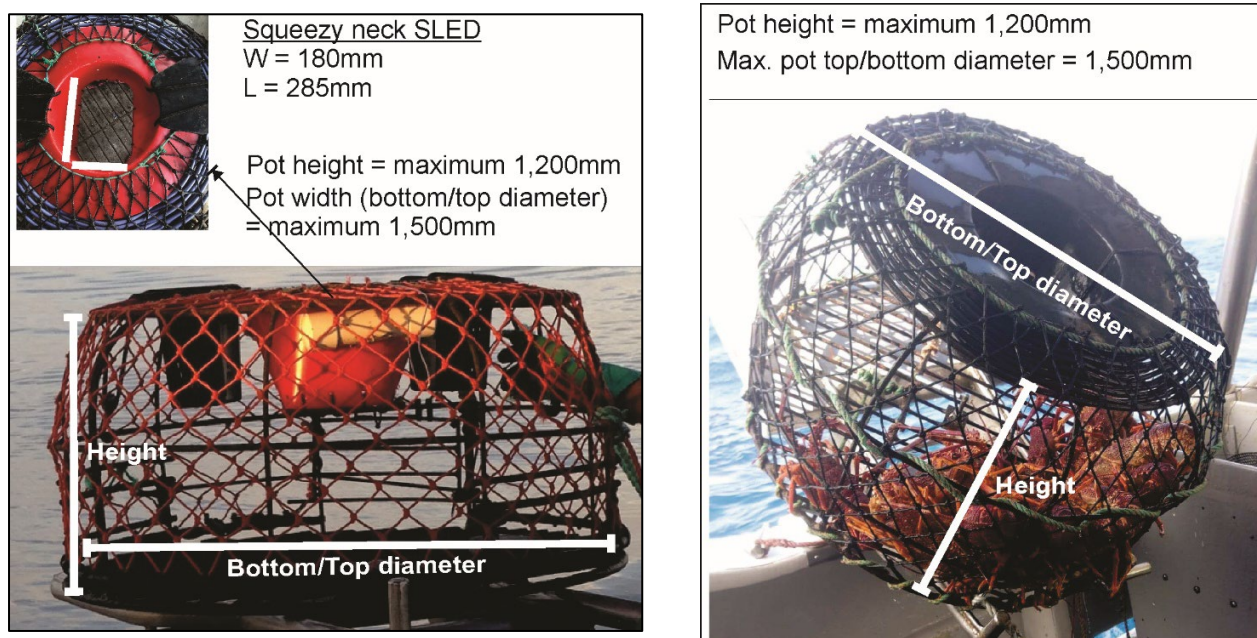 Squeezy neck SLED
W = 180mm
L = 285mm
Pot height = maximum 1,200mm
Pot width (bottom/top diameter)
= maximum 1,500mm
Height
Bottom/Top diameter
Pot height = maximum 1,200mm
Max. pot top/bottom diameter = 1,500mm
Bottom/Top diameter
Height